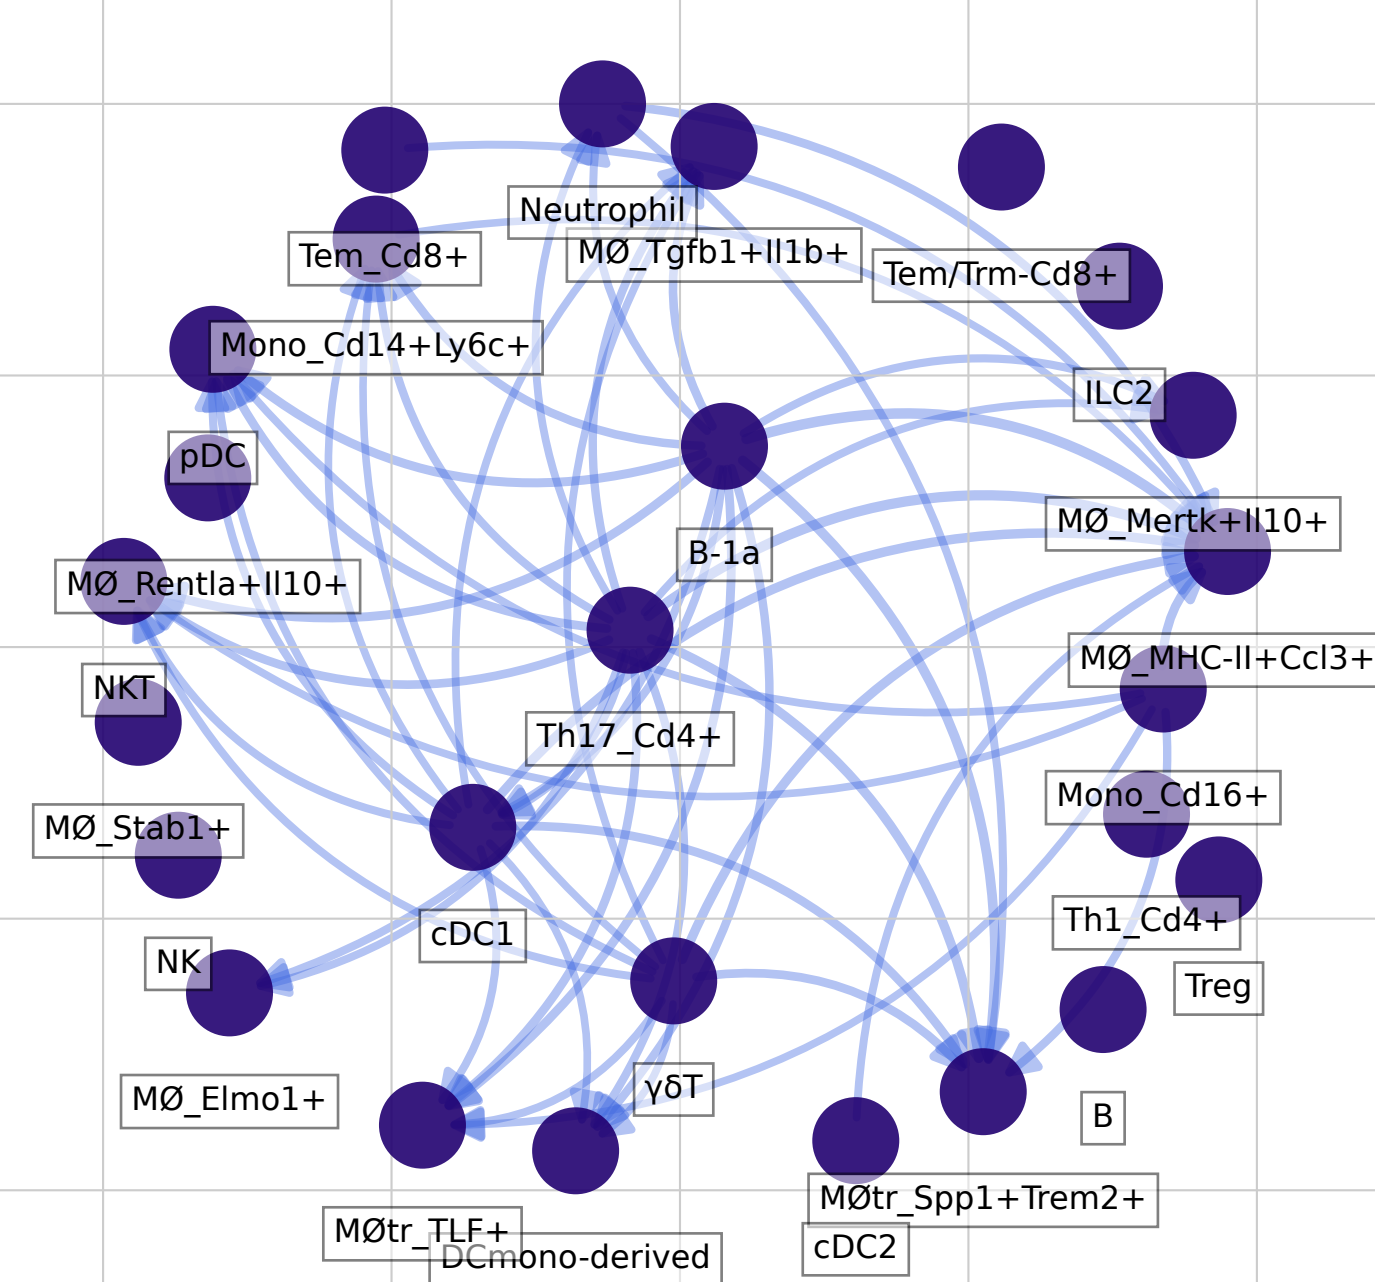 Neutrophil
MØ_Tgfb1+Il1b+
Tem_Cd8+
Tem/Trm-Cd8+
Mono_Cd14+Ly6c+
ILC2
pDC
MØ_Mertk+Il10+
B-1a
MØ_Rentla+Il10+
MØ_MHC-II+Ccl3+
NKT
Th17_Cd4+
Mono_Cd16+
MØ_Stab1+
Th1_Cd4+
cDC1
NK
Treg
γδT
MØ_Elmo1+
B
MØtr_Spp1+Trem2+
MØtr_TLF+
cDC2
DCmono-derived